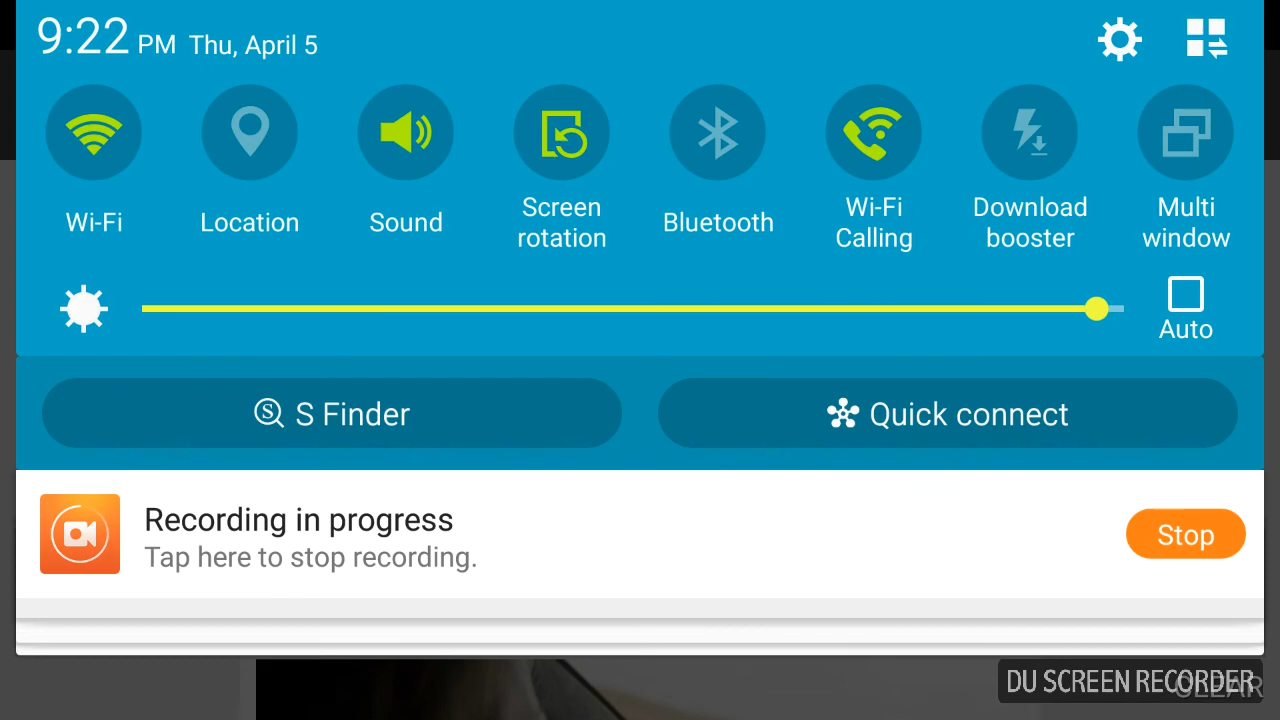 9:22 PM Thu, April 5
Wi-Fi
Location
Sound
Screen
rotation
Bluetooth
Wi-Fi
Calling
Download
booster
Multi
window
Auto
S Finder
Quick connect
Recording in progress
Tap here to stop recording.
Stop
DU SCREEN RECORDER
CLEAR